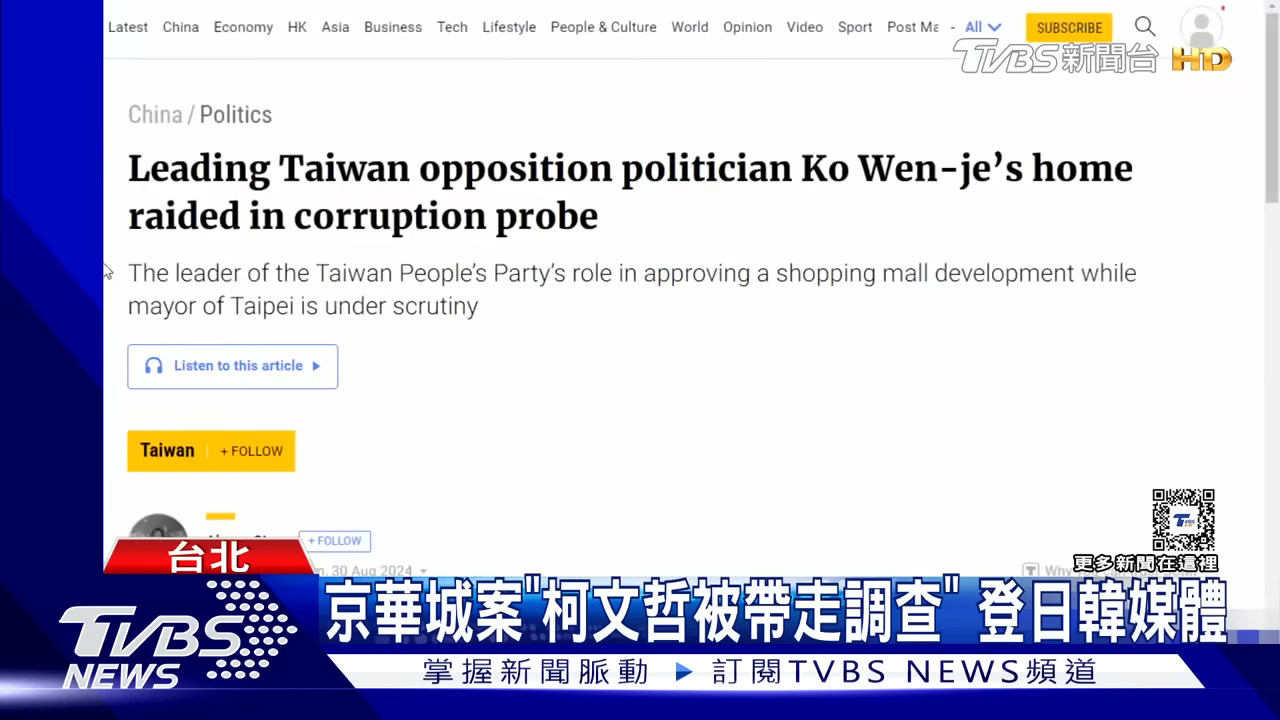 Latest China Economy HK Asia Business Tech Lifestyle People & Culture World Opinion Video Sport Post Ma - All SUBSCRIBE
TVBS新聞台 HD
China / Politics
Leading Taiwan opposition politician Ko Wen-je’s home
raided in corruption probe
The leader of the Taiwan People’s Party’s role in approving a shopping mall development while
mayor of Taipei is under scrutiny
Listen to this article
Taiwan + FOLLOW
+ FOLLOW
30 Aug 2024
TVBS
更多新聞在這裡
台北
京華城案"柯文哲被帶走調查" 登日韓媒體
TVBS
NEWS
掌握新聞脈動 ▶ 訂閱TVBS NEWS頻道